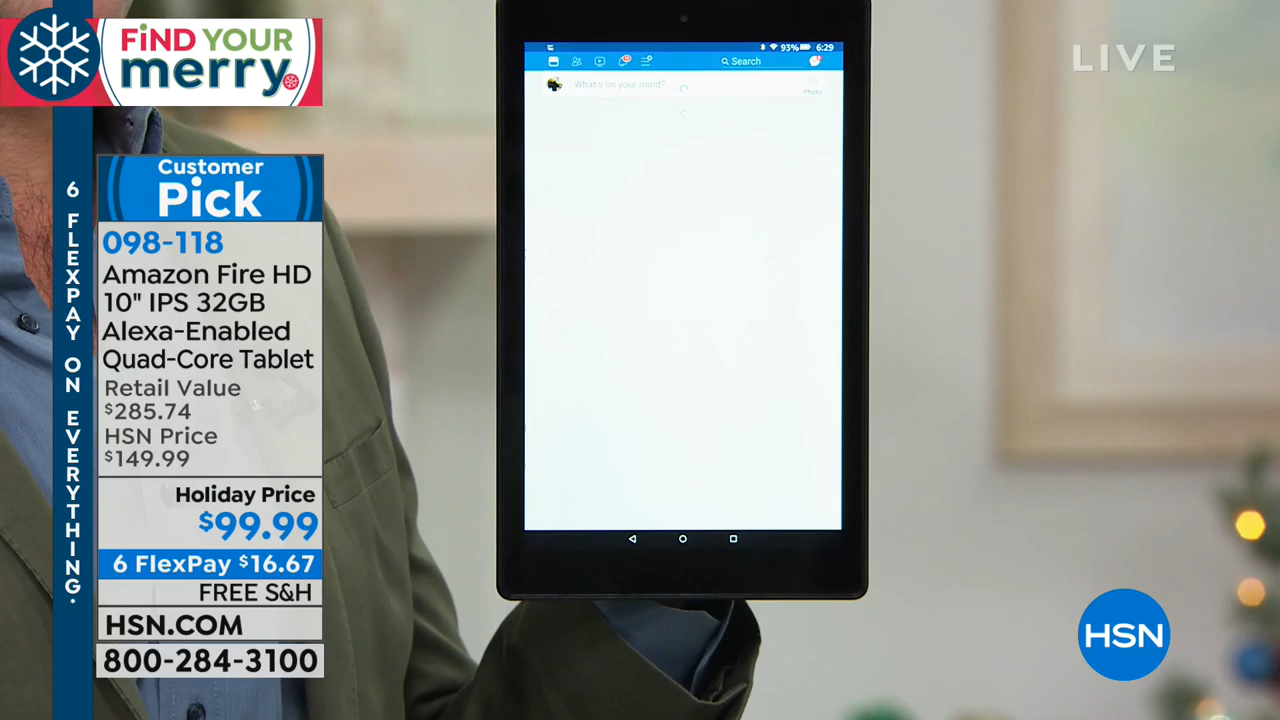 FiND YOUR
merry.
LIVE
6 FLEXPAY ON EVERYTHING.
Customer
Pick
098-118
Amazon Fire HD
10" IPS 32GB
Alexa-Enabled
Quad-Core Tablet
Retail Value
$285.74
HSN Price
$149.99
Holiday Price
$99.99
6 FlexPay $16.67
FREE S&H
HSN.COM
800-284-3100
93% 6:29
Search
What's on your mind?
Photo
HSN